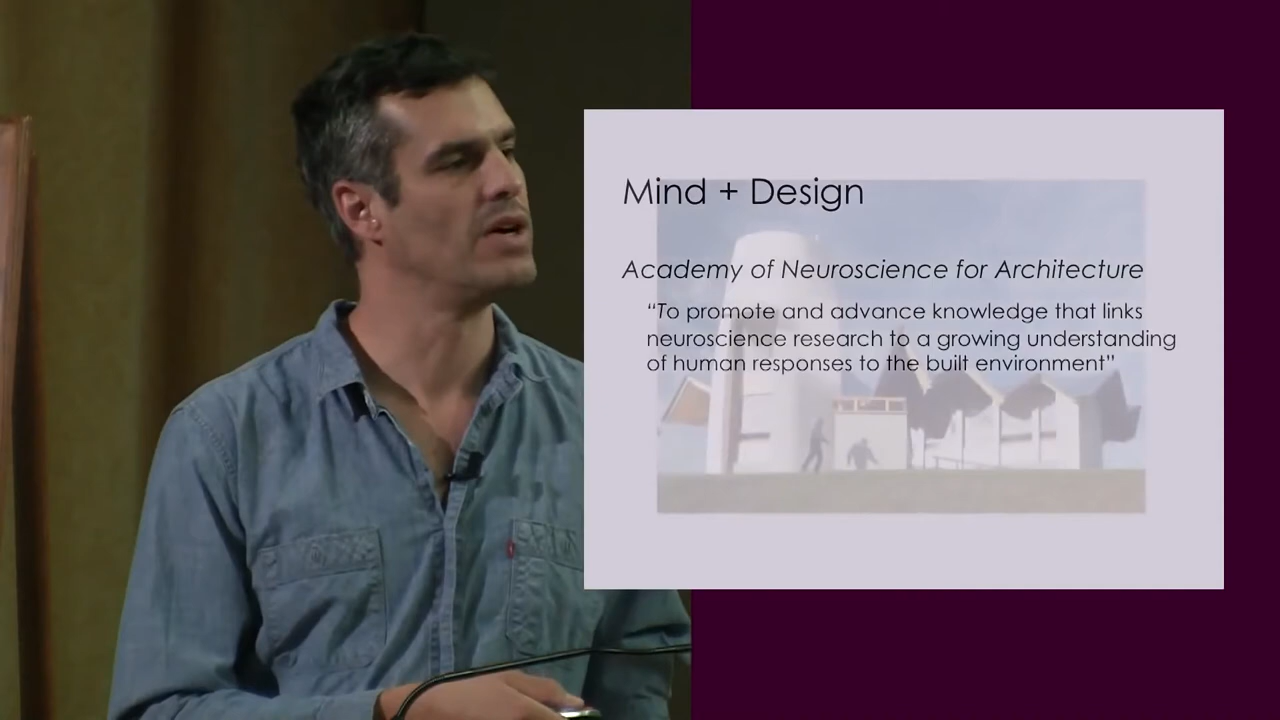 Mind + Design
Academy of Neuroscience for Architecture
“To promote and advance knowledge that links
neuroscience research to a growing understanding
of human responses to the built environment”